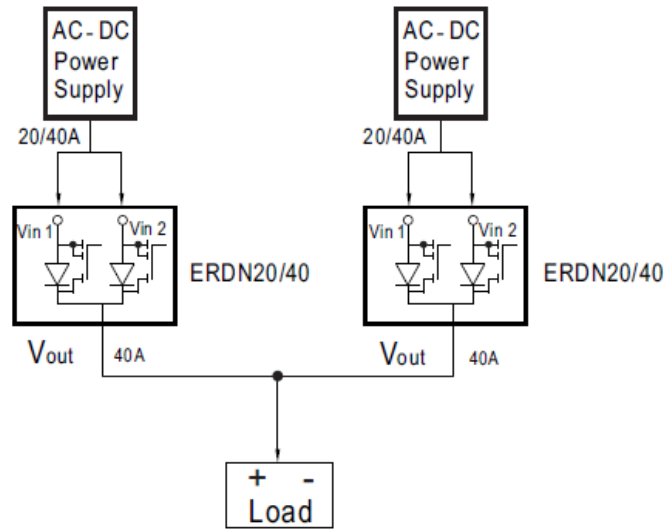 AC-DC
Power
Supply
AC-DC
Power
Supply
20/40A
20/40A
Vin 1
Vin 2
Vin 1
Vin 2
ERDN20/40
ERDN20/40
Vout
40A
Vout
40A
+ -
Load